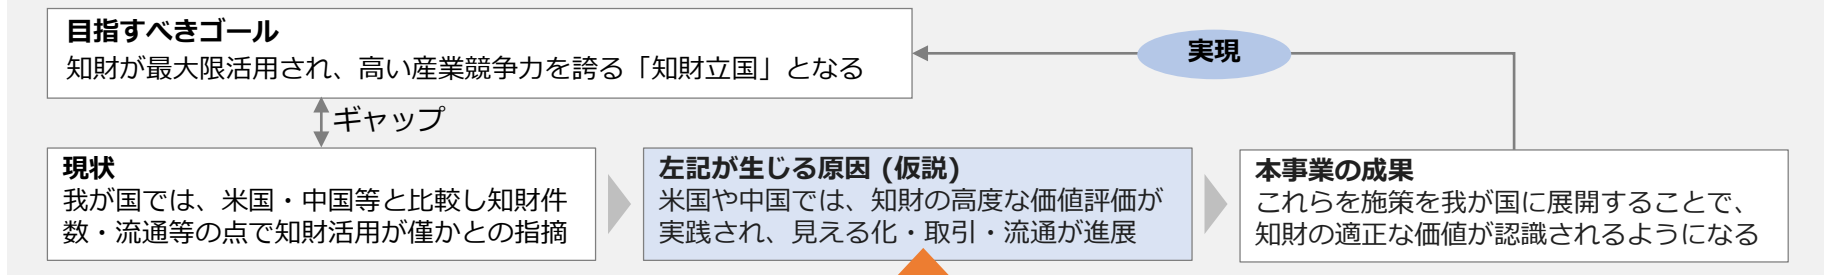 目指すべきゴール
知財が最大限活用され、高い産業競争力を誇る「知財立国」となる
実現
ギャップ
現状
我が国では、米国・中国等と比較し知財件
数・流通等の点で知財活用が僅かとの指摘
左記が生じる原因 (仮説)
米国や中国では、知財の高度な価値評価が
実践され、見える化・取引・流通が進展
本事業の成果
これらを施策を我が国に展開することで、
知財の適正な価値が認識されるようになる